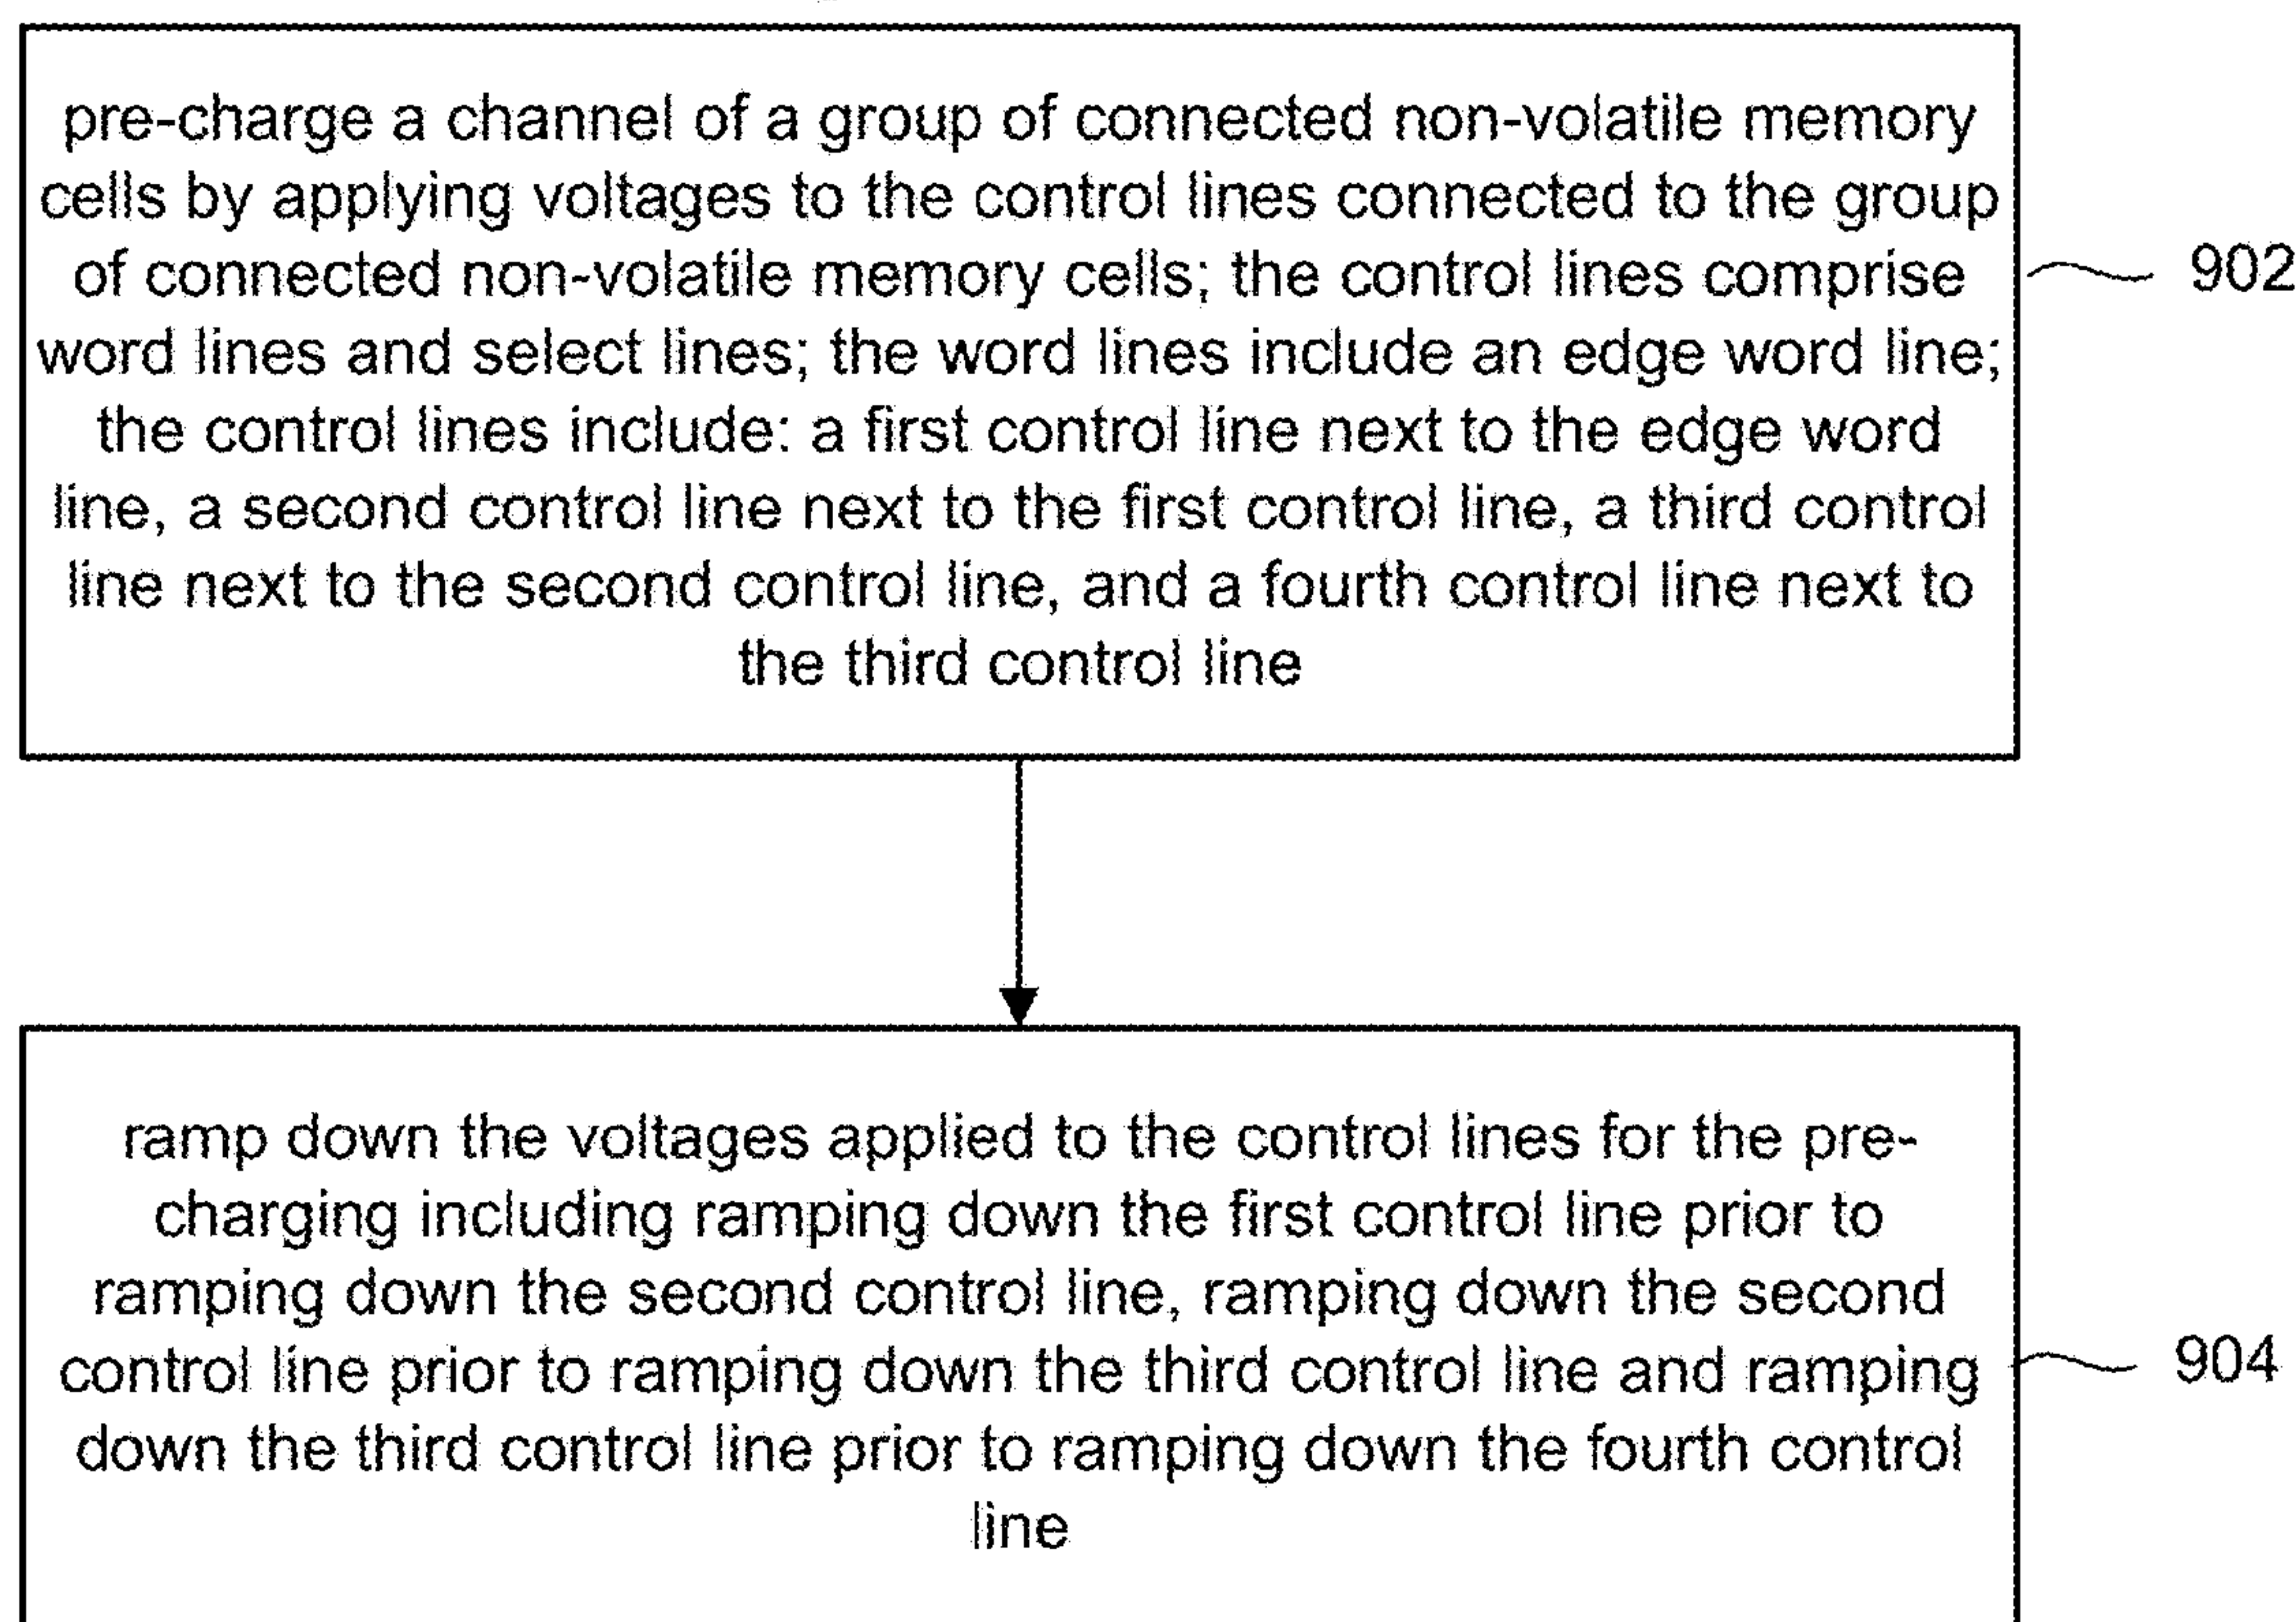 pre-charge a channel of a group of connected non-volatile memory
cells by applying voltages to the control lines connected to the group
of connected non-volatile memory cells; the control lines comprise
word lines and select lines; the word lines include an edge word line;
the control lines include: a first control line next to the edge word
line, a second control line next to the first control line, a third control
line next to the second control line, and a fourth control line next to
the third control line
902
ramp down the voltages applied to the control lines for the pre-
charging including ramping down the first control line prior to
ramping down the second control line, ramping down the second
control line prior to ramping down the third control line and ramping
down the third control line prior to ramping down the fourth control
line
904